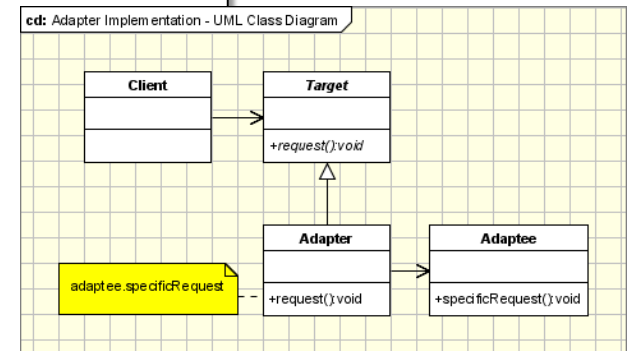 cd: Adapter Implementation - UML Class Diagram
Client
Target
+request():void
Adapter
Adaptee
adaptee.specificRequest
+request():void
+specificRequest():void